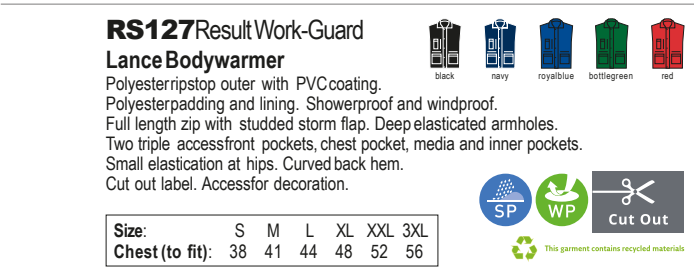 RS127 Result Work-Guard
Lance Bodywarmer
black navy royalblue bottlegreen red
Polyesterripstop outer with PVC coating.
Polyesterpadding and lining. Showerproof and windproof.
Full length zip with studded storm flap. Deep elasticated armholes.
Two triple accessfront pockets, chest pocket, media and inner pockets.
Small elastication at hips. Curved back hem.
Cut out label. Accessfor decoration.
SP WP Cut Out
This garment contains recycled materials
Size: S M L XL XXL 3XL
Chest (to fit): 38 41 44 48 52 56